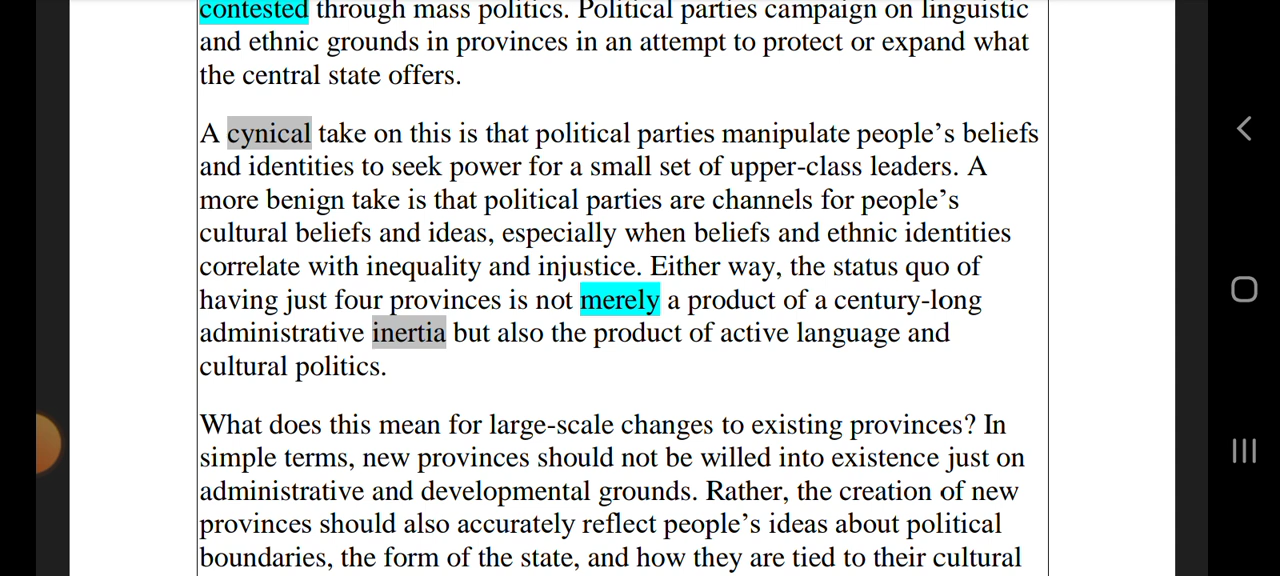 contested through mass politics. Political parties campaign on linguistic
and ethnic grounds in provinces in an attempt to protect or expand what
the central state offers.
A cynical take on this is that political parties manipulate people’s beliefs
and identities to seek power for a small set of upper-class leaders. A
more benign take is that political parties are channels for people’s
cultural beliefs and ideas, especially when beliefs and ethnic identities
correlate with inequality and injustice. Either way, the status quo of
having just four provinces is not merely a product of a century-long
administrative inertia but also the product of active language and
cultural politics.
What does this mean for large-scale changes to existing provinces? In
simple terms, new provinces should not be willed into existence just on
administrative and developmental grounds. Rather, the creation of new
provinces should also accurately reflect people’s ideas about political
boundaries, the form of the state, and how they are tied to their cultural